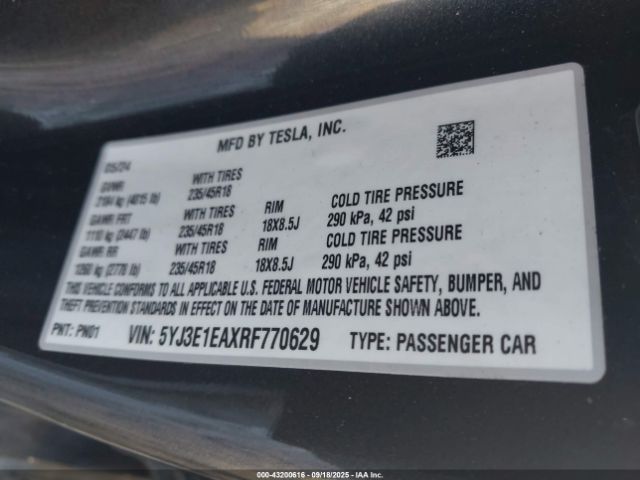 MFD BY TESLA, INC.
05/24
GVWR
2184 kg (4815 lb)
WITH TIRES
235/45R18
GAWR FRT
1110 kg (2447 lb)
WITH TIRES
235/45R18
RIM
18X8.5J
COLD TIRE PRESSURE
290 kPa, 42 psi
GAWR RR
1260 kg (2778 lb)
WITH TIRES
235/45R18
RIM
18X8.5J
COLD TIRE PRESSURE
290 kPa, 42 psi
THIS VEHICLE CONFORMS TO ALL APPLICABLE U.S. FEDERAL MOTOR VEHICLE SAFETY, BUMPER, AND
THEFT PREVENTION STANDARDS IN EFFECT ON THE DATE OF MANUFACTURE SHOWN ABOVE.
PNT: PN01 VIN: 5YJ3E1EAXRF770629 TYPE: PASSENGER CAR
000-43200616 - 09/18/2025 - IAA Inc.